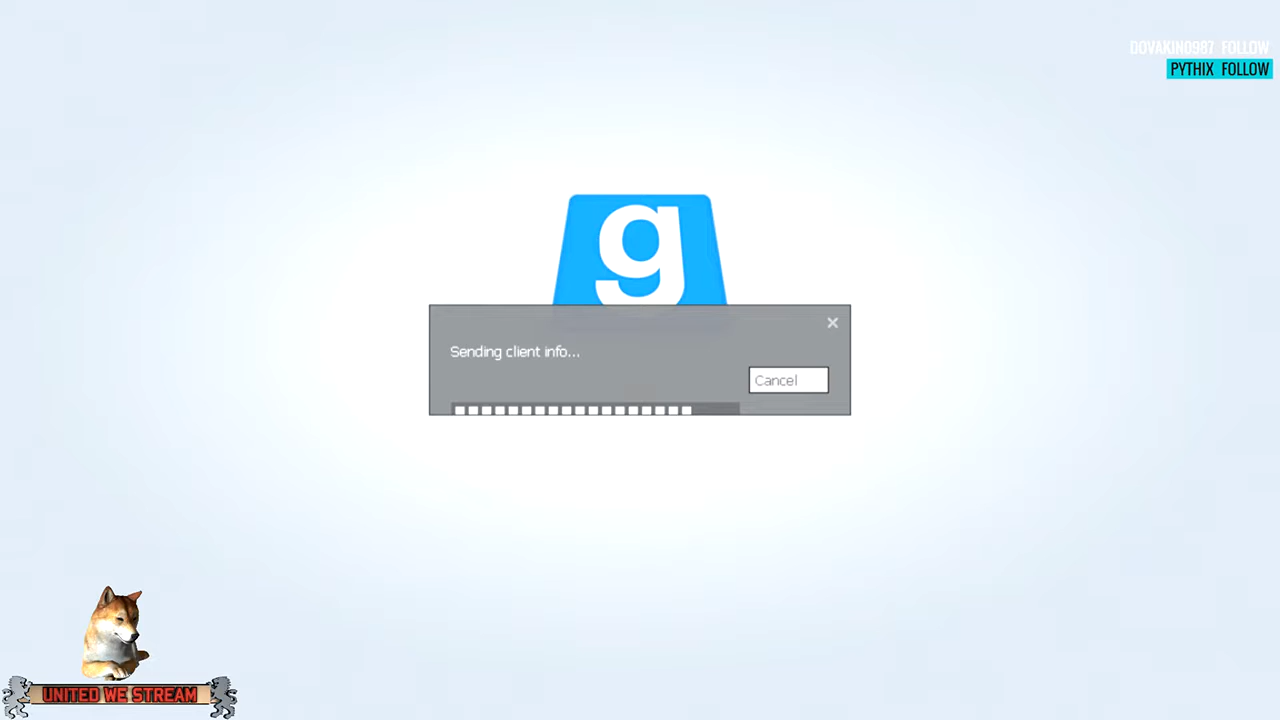 DOVAKIN0987 FOLLOW
PYTHIX FOLLOW
g
Sending client info...
Cancel
UNITED WE STREAM